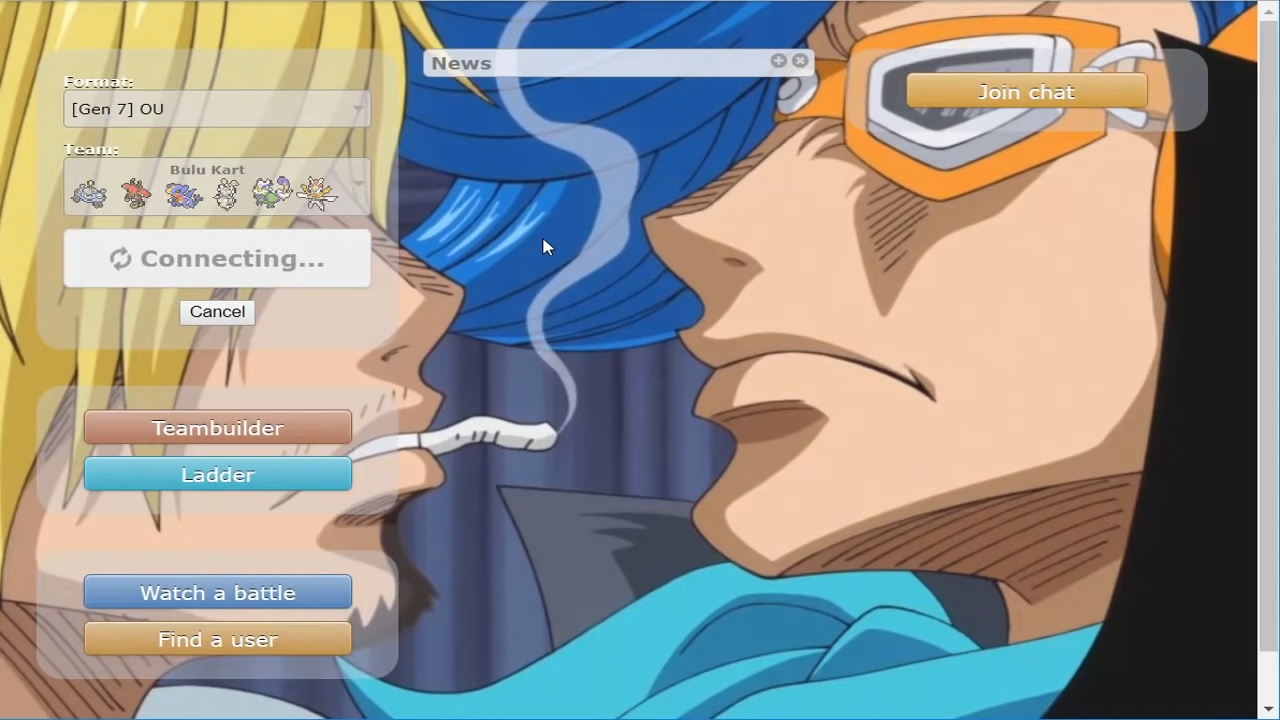 Format:
[Gen 7] OU
Team:
Bulu Kart
Connecting...
Cancel
Teambuilder
Ladder
Watch a battle
Find a user
News
Join chat